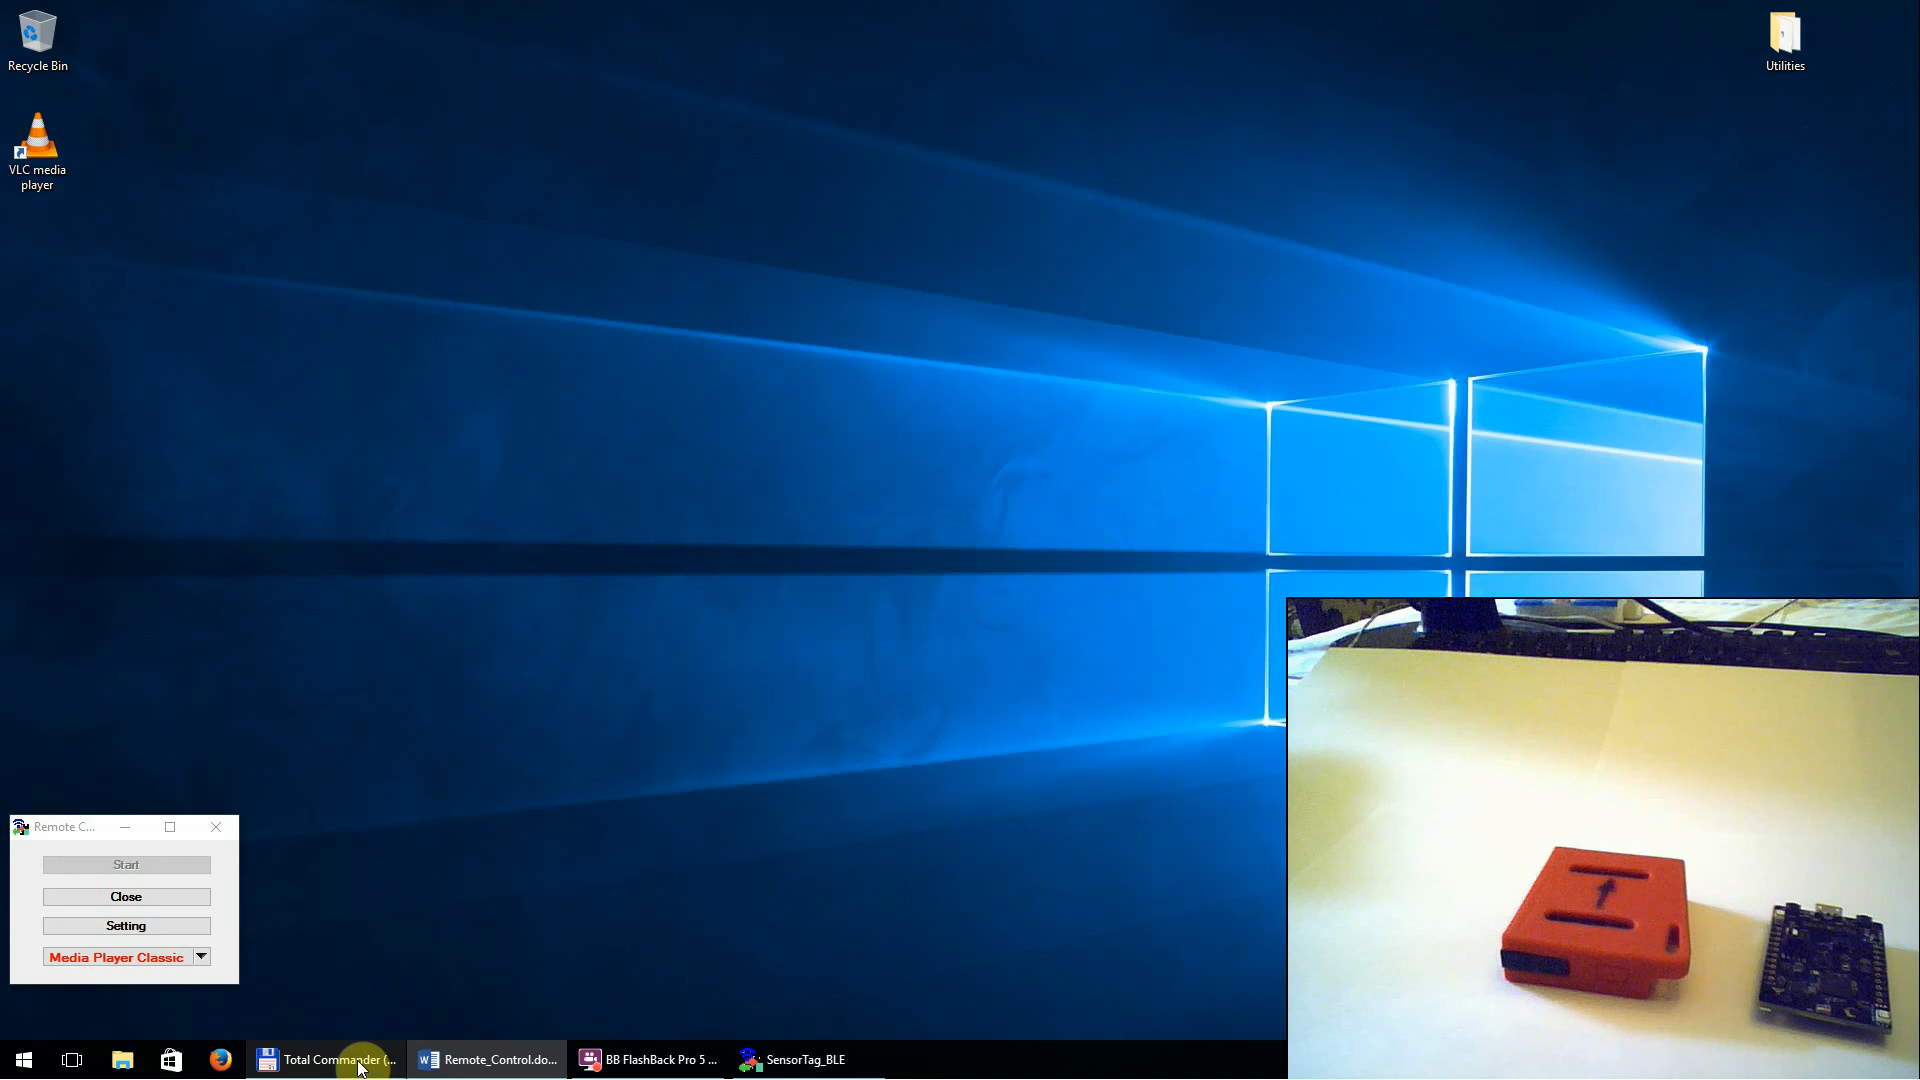 Recycle Bin
Utilities
VLC media
player
Remote C...
Start
Close
Setting
Media Player Classic
Total Commander (...
Remote_Control.do...
BB FlashBack Pro 5 ...
SensorTag_BLE